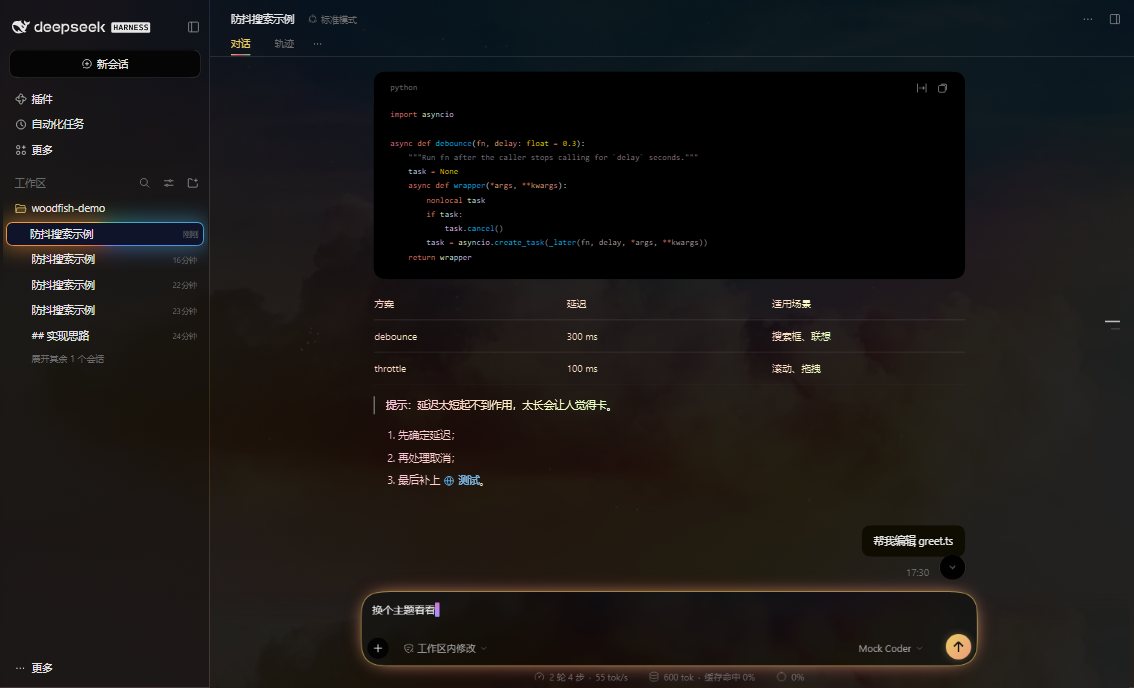 deepseek HARNESS
新会话
插件
自动化任务
更多
工作区
woodfish-demo
防抖搜索示例 刚刚
防抖搜索示例 16分钟
防抖搜索示例 22分钟
防抖搜索示例 23分钟
## 实现思路 24分钟
展开其余 1 个会话
... 更多
防抖搜索示例 标准模式 ...
对话 轨迹 ...
python
import asyncio
async def debounce(fn, delay: float = 0.3):
"""Run fn after the caller stops calling for `delay` seconds."""
task = None
async def wrapper(*args, **kwargs):
nonlocal task
if task:
task.cancel()
task = asyncio.create_task(_later(fn, delay, *args, **kwargs))
return wrapper
方案 延迟 适用场景
debounce 300 ms 搜索框、联想
throttle 100 ms 滚动、拖拽
提示：延迟太短起不到作用，太长会让人觉得卡。
1. 先确定延迟；
2. 再处理取消；
3. 最后补上 测试。
帮我编辑 greet.ts
17:30
换个主题看看
+ 工作区内修改 Mock Coder
2 轮 4 步 · 55 tok/s 600 tok · 缓存命中 0% 0%